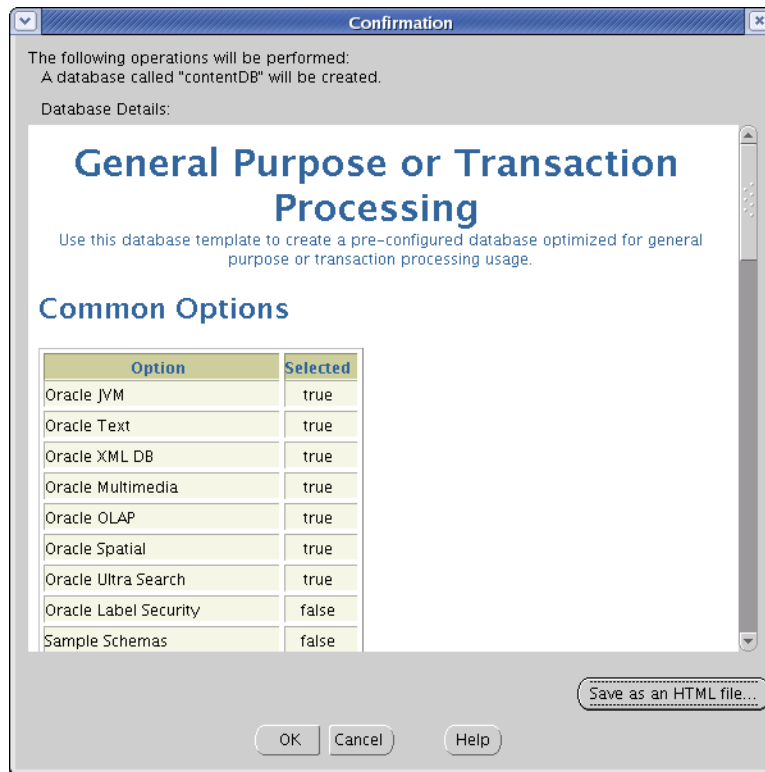 Confirmation
The following operations will be performed:
A database called "contentDB" will be created.
Database Details:
General Purpose or Transaction
Processing
Use this database template to create a pre-configured database optimized for general
purpose or transaction processing usage.
Common Options
Option Selected
Oracle JVM true
Oracle Text true
Oracle XML DB true
Oracle Multimedia true
Oracle OLAP true
Oracle Spatial true
Oracle Ultra Search true
Oracle Label Security false
Sample Schemas false
Save as an HTML file...
OK Cancel Help